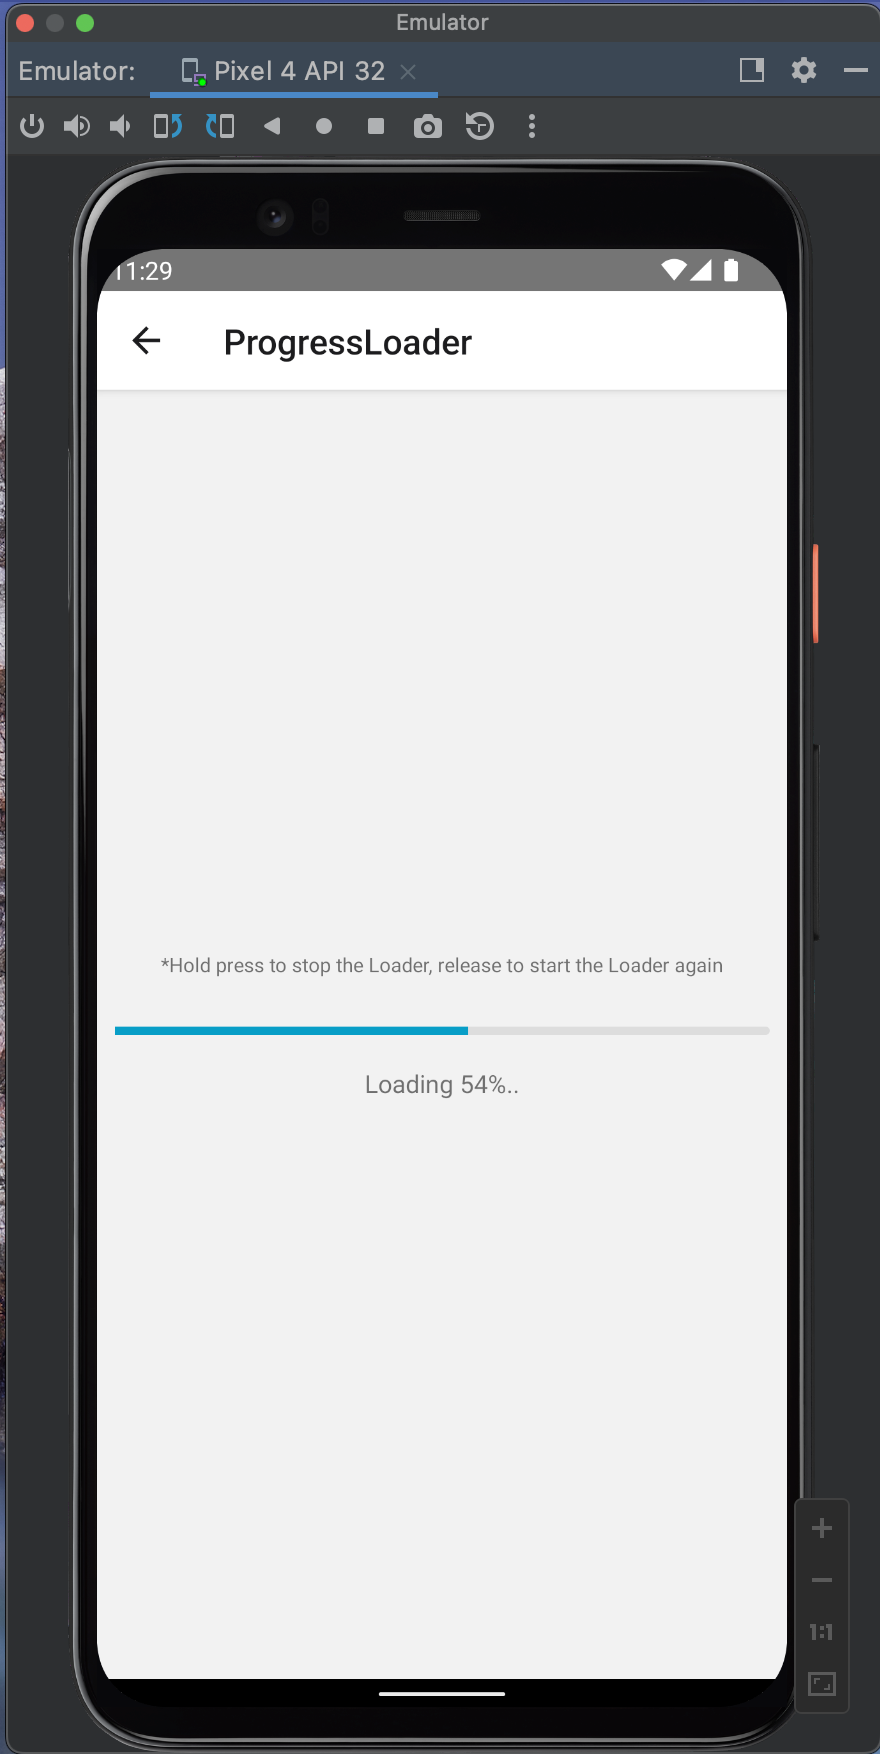 Emulator
Emulator: Pixel 4 API 32
11:29
ProgressLoader
*Hold press to stop the Loader, release to start the Loader again
Loading 54%..
1:1